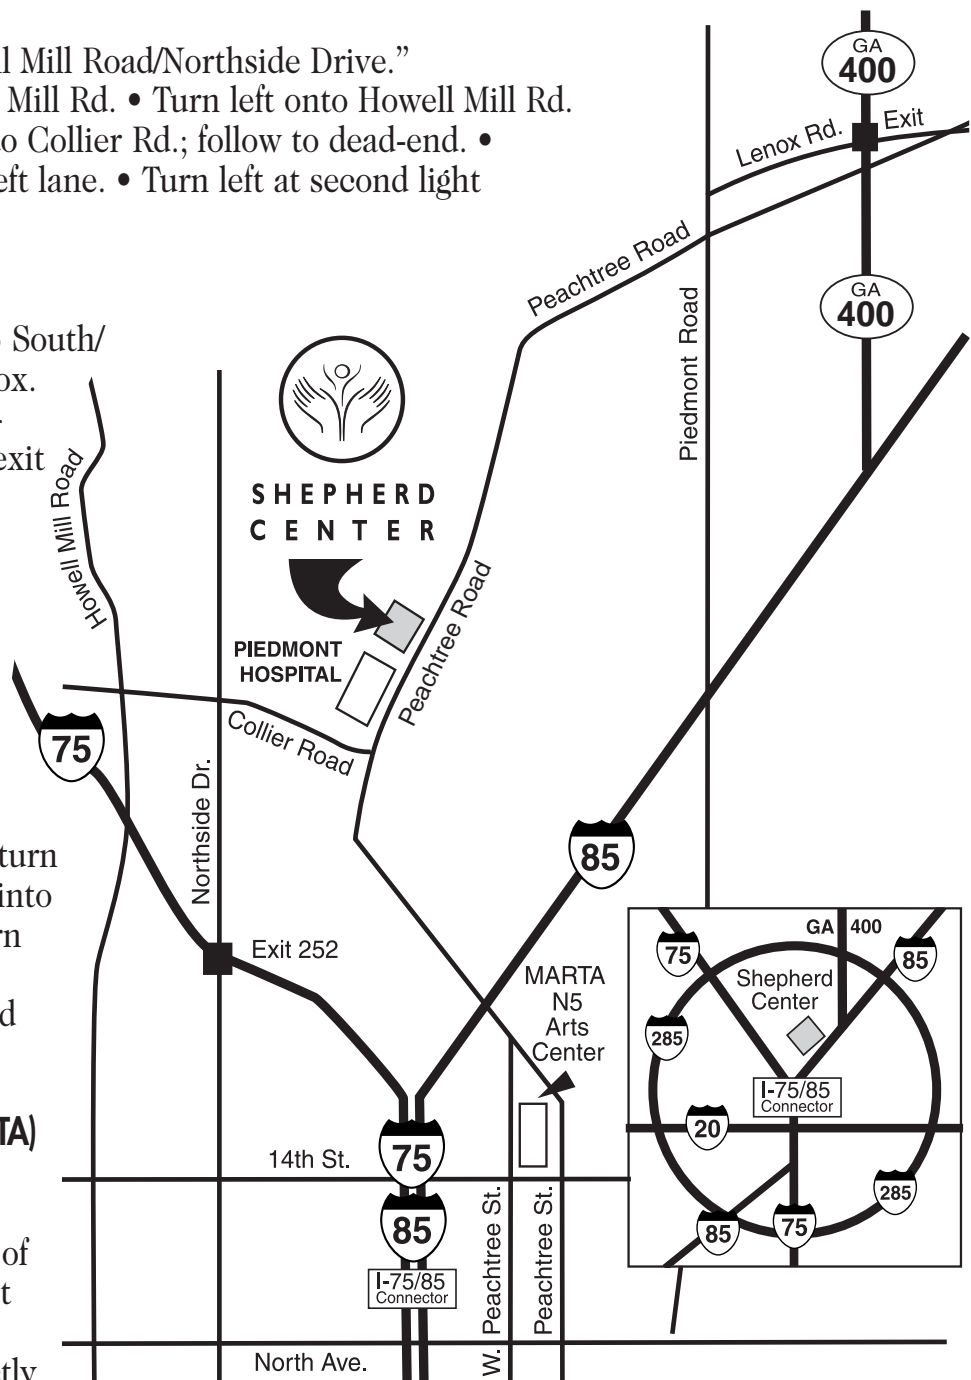 ll Mill Road/Northside Drive.”
Mill Rd. • Turn left onto Howell Mill Rd.
to Collier Rd.; follow to dead-end. •
eft lane. • Turn left at second light
GA
400
Lenox Rd.
Exit
Peachtree Road
Piedmont Road
GA
400
South/
ox.
exit
Howell Mill Road
SHEPHERD
CENTER
PIEDMONT
HOSPITAL
Peachtree Road
Collier Road
75
Northside Dr.
85
turn
into
rn
d
Exit 252
MARTA
N5
Arts
Center
GA 400
75
85
Shepherd
Center
285
I-75/85
Connector
20
285
85
75
TA)
14th St.
75
85
I-75/85
Connector
W. Peachtree St.
Peachtree St.
of
t
North Ave.
tly